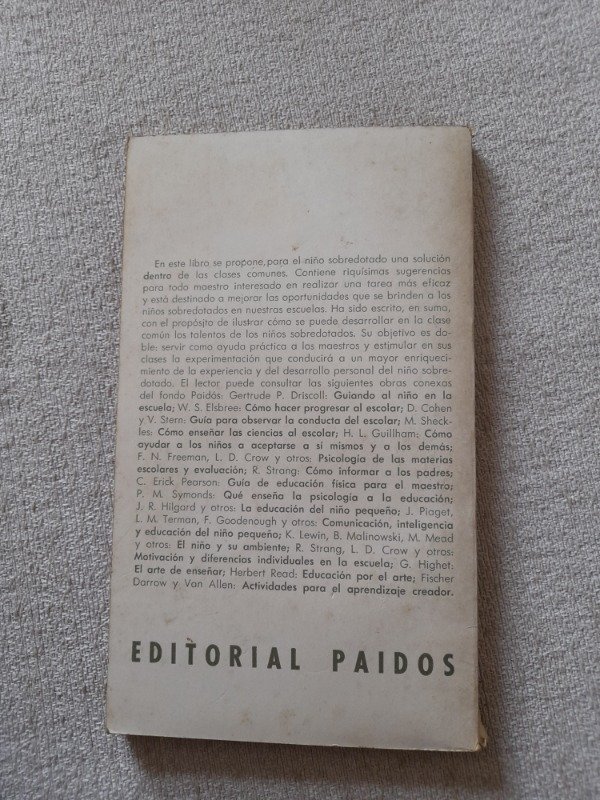 En este libro se propone, para el niño sobredotado una solución
dentro de las clases comunes. Contiene riquísimas sugerencias
para todo maestro interesado en realizar una tarea más eficaz
y está destinado a mejorar las oportunidades que se brinden a los
niños sobredotados en nuestras escuelas. Ha sido escrito, en suma,
con el propósito de ilustrar cómo se puede desarrollar en la clase
común los talentos de los niños sobredotados. Su objetivo es do-
ble: servir como ayuda práctica a los maestros y estimular en sus
clases la experimentación que conducirá a un mayor enriqueci-
miento de la experiencia y del desarrollo personal del niño sobre-
dotado. El lector puede consultar las siguientes obras conexas
del fondo Paidós: Gertrude P. Driscoll: Guiando al niño en la
escuela; W. S. Elsbree: Cómo hacer progresar al escolar; D. Cohen
y V. Stern: Guía para observar la conducta del escolar; M. Sheck-
les: Cómo enseñar las ciencias al escolar; H. L. Guillham: Cómo
ayudar a los niños a aceptarse a sí mismos y a los demás;
F. N. Freeman, L. D. Crow y otros: Psicología de las materias
escolares y evaluación; R. Strang: Cómo informar a los padres;
C. Erick Pearson: Guía de educación física para el maestro;
P. M. Symonds: Qué enseña la psicología a la educación;
J. R. Hilgard y otros: La educación del niño pequeño; J. Piaget,
L. M. Terman, F. Goodenough y otros: Comunicación, inteligencia
y educación del niño pequeño; K. Lewin, B. Malinowski, M. Mead
y otros: El niño y su ambiente; R. Strang, L. D. Crow y otros:
Motivación y diferencias individuales en la escuela; G. Highet:
El arte de enseñar; Herbert Read: Educación por el arte; Fischer
Darrow y Van Allen: Actividades para el aprendizaje creador.
EDITORIAL PAIDOS